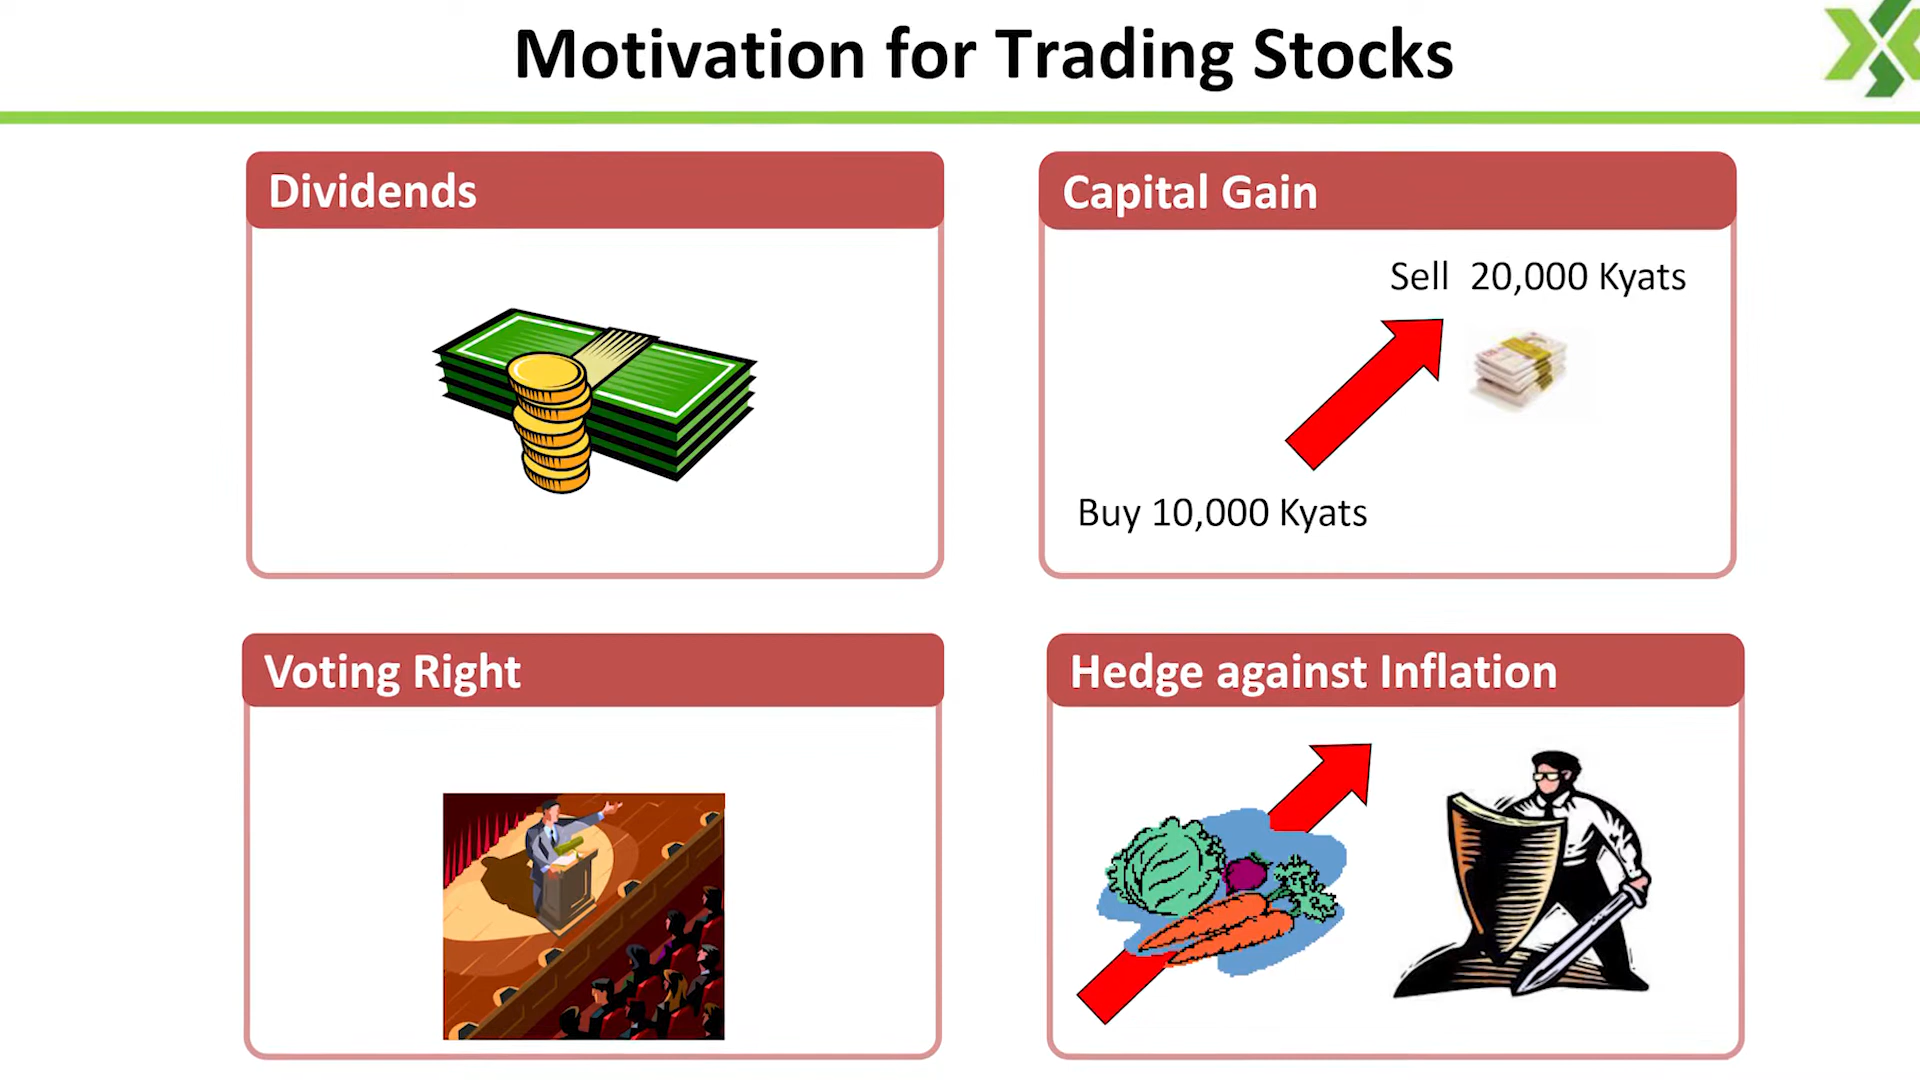 Motivation for Trading Stocks
Dividends
Capital Gain
Sell 20,000 Kyats
Buy 10,000 Kyats
Voting Right
Hedge against Inflation